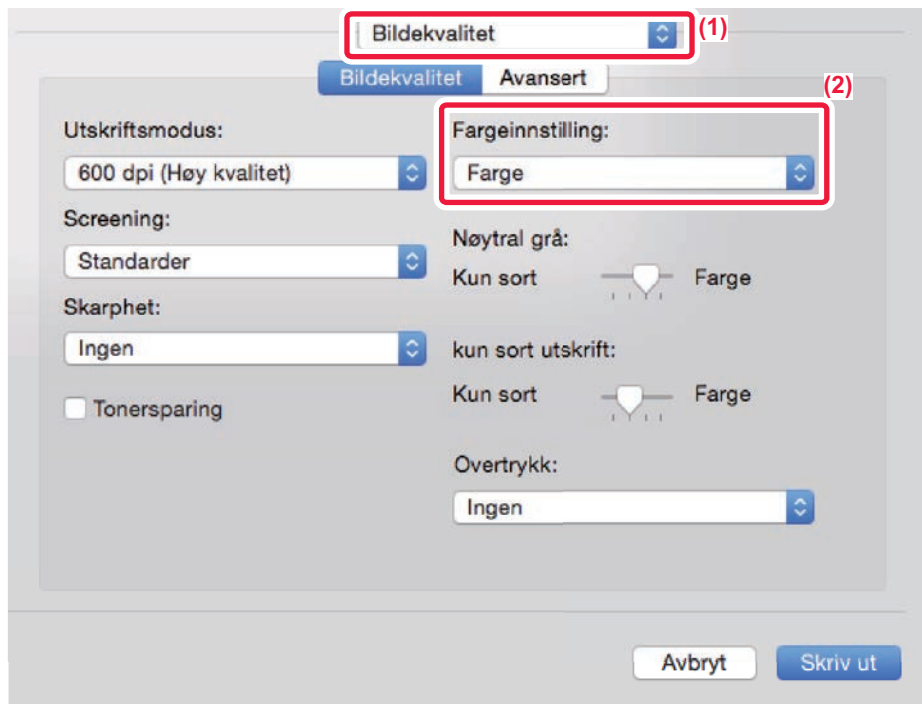 Bildekvalitet (1)
Bildekvalitet Avansert
(2)
Utskriftsmodus:
600 dpi (Høy kvalitet)
Screening:
Standarder
Skarphet:
Ingen
Tonersparing
Fargeinnstilling:
Farge
Nøytral grå:
Kun sort Farge
kun sort utskrift:
Kun sort Farge
Overtrykk:
Ingen
Avbryt Skriv ut